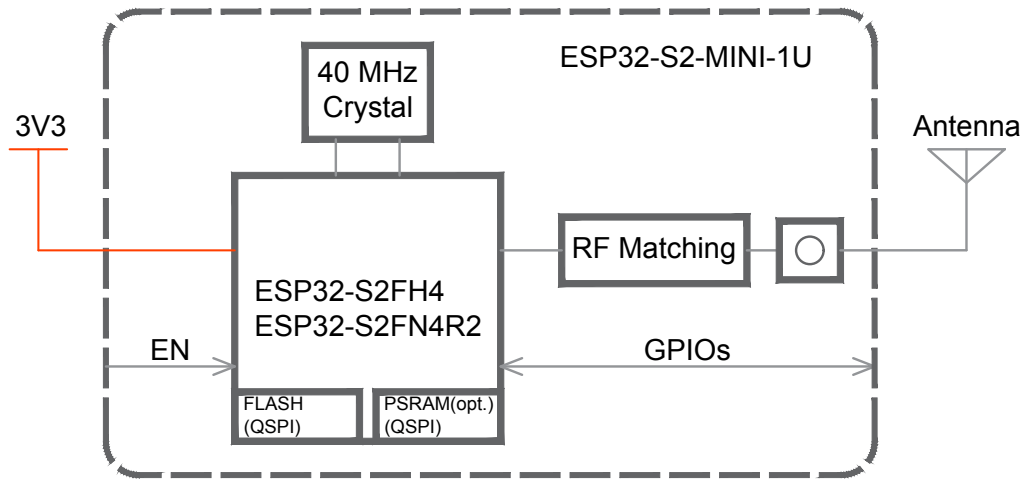 ESP32-S2-MINI-1U
40 MHz
Crystal
3V3
Antenna
RF Matching
ESP32-S2FH4
ESP32-S2FN4R2
EN
GPIOs
FLASH
(QSPI)
PSRAM(opt.)
(QSPI)